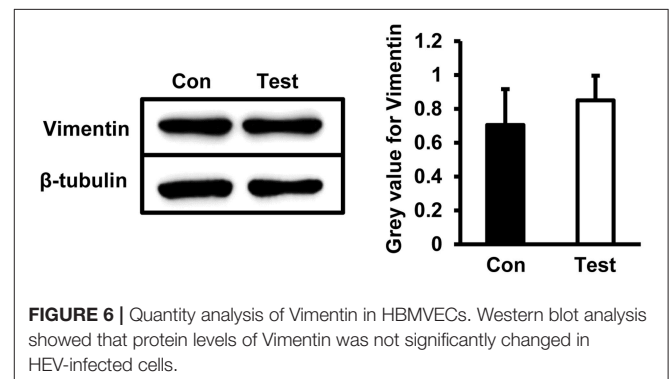 Con Test
Vimentin
β-tubulin
Grey value for Vimentin
1.2
1
0.8
0.6
0.4
0.2
0
Con Test
FIGURE 6 | Quantity analysis of Vimentin in HBMVECs. Western blot analysis
showed that protein levels of Vimentin was not significantly changed in
HEV-infected cells.